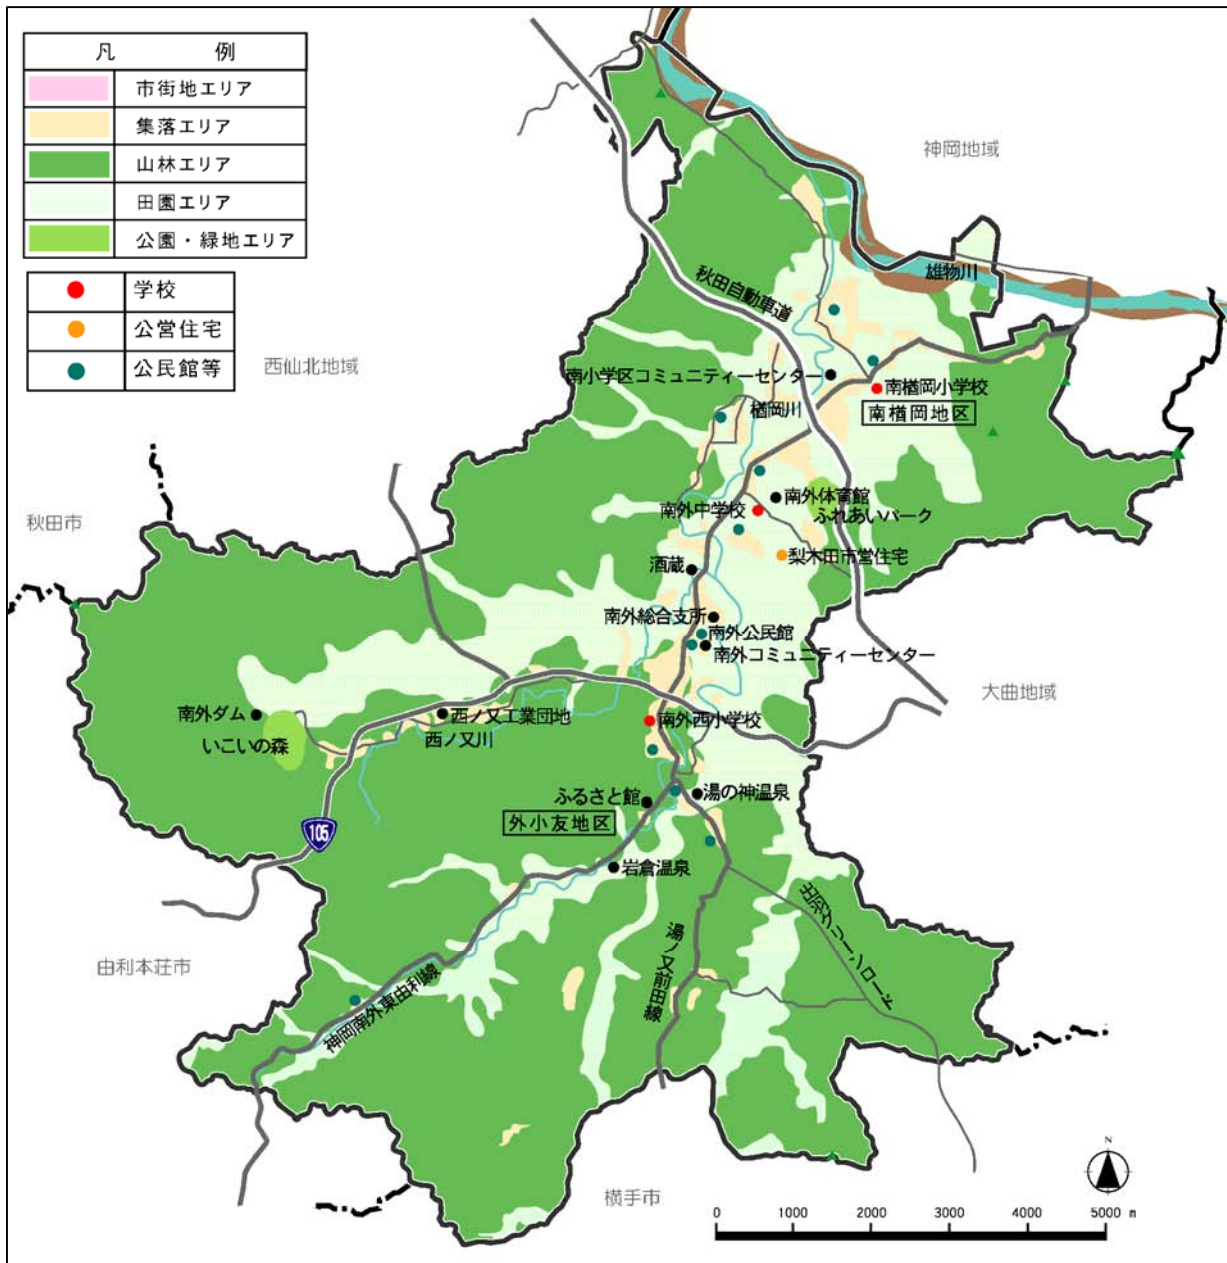 凡 例
市街地エリア
集落エリア
山林エリア
田園エリア
公園・緑地エリア
学校
公営住宅
公民館等
神岡地域
雄物川
秋田自動車道
西仙北地域
南小学区コミュニティーセンター
南楢岡小学校
楢岡川
南楢岡地区
南外体育館
南外中学校
ふれあいパーク
秋田市
梨木田市営住宅
酒蔵
南外総合支所
南外公民館
南外コミュニティーセンター
大曲地域
南外ダム
西ノ又工業団地
南外西小学校
いこいの森
西ノ又川
ふるさと館
湯の神温泉
外小友地区
105
岩倉温泉
出羽グリーンロード
湯ノ又前田線
由利本荘市
神岡南外東由利線
横手市
N
0 1000 2000 3000 4000 5000 m